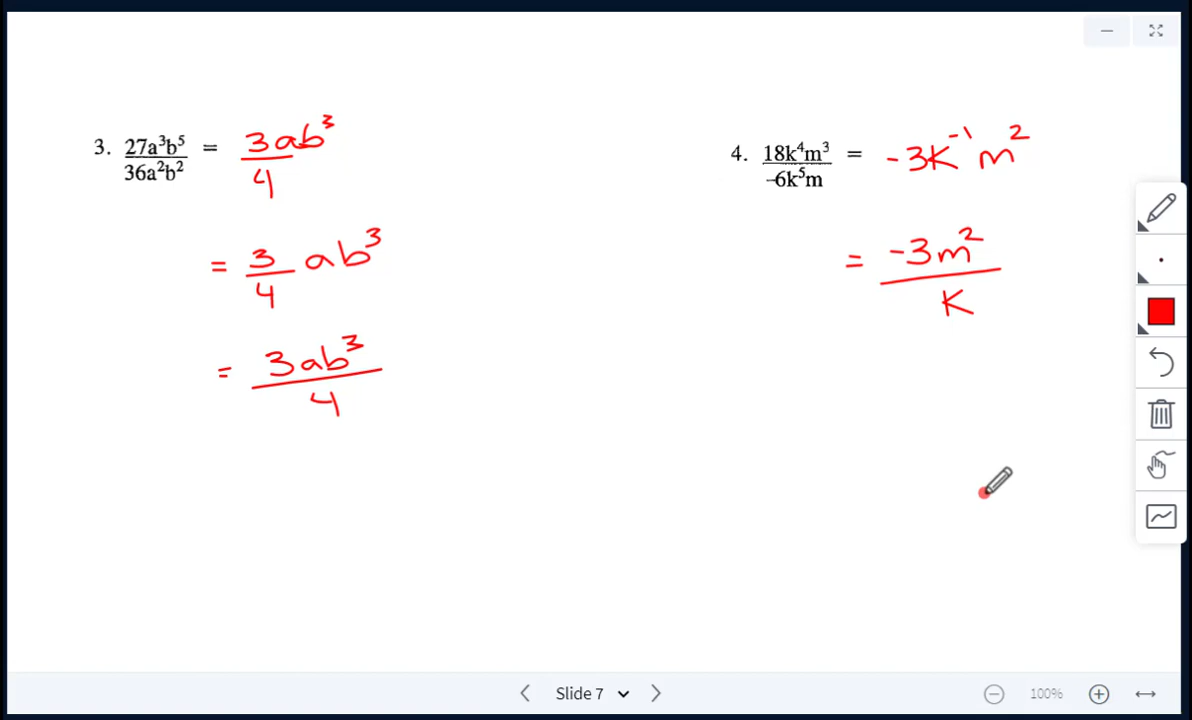 3. 27a³b⁵/36a²b² = 3ab³/4
= 3/4 ab³
= 3ab³/4
4. 18k⁴m³/-6k⁵m = -3K⁻¹m²
= -3m²/K
Slide 7
100%